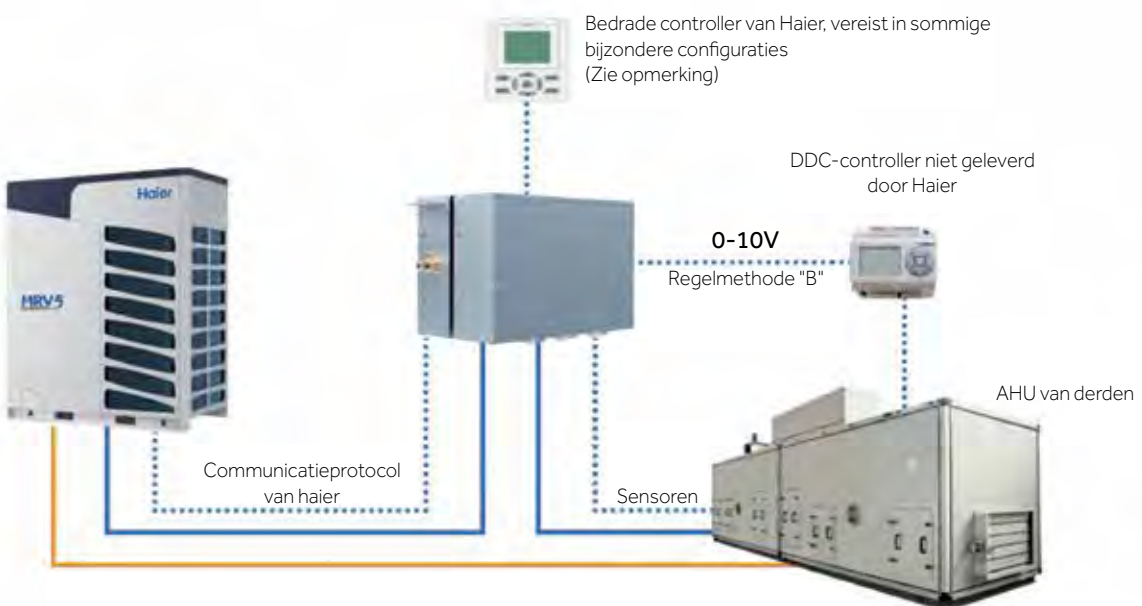 Bedrade controller van Haier, vereist in sommige
bijzondere configuraties
(Zie opmerking)
DDC-controller niet geleverd
door Haier
Haier
0-10V
Regelmethode "B"
MRV5
AHU van derden
Communicatieprotocol
van haier
Sensoren